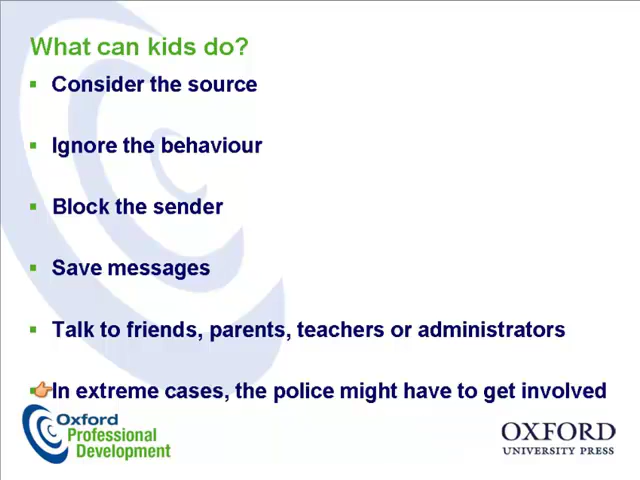 What can kids do?
Consider the source
Ignore the behaviour
Block the sender
Save messages
Talk to friends, parents, teachers or administrators
In extreme cases, the police might have to get involved
Oxford
Professional
Development
OXFORD
UNIVERSITY PRESS